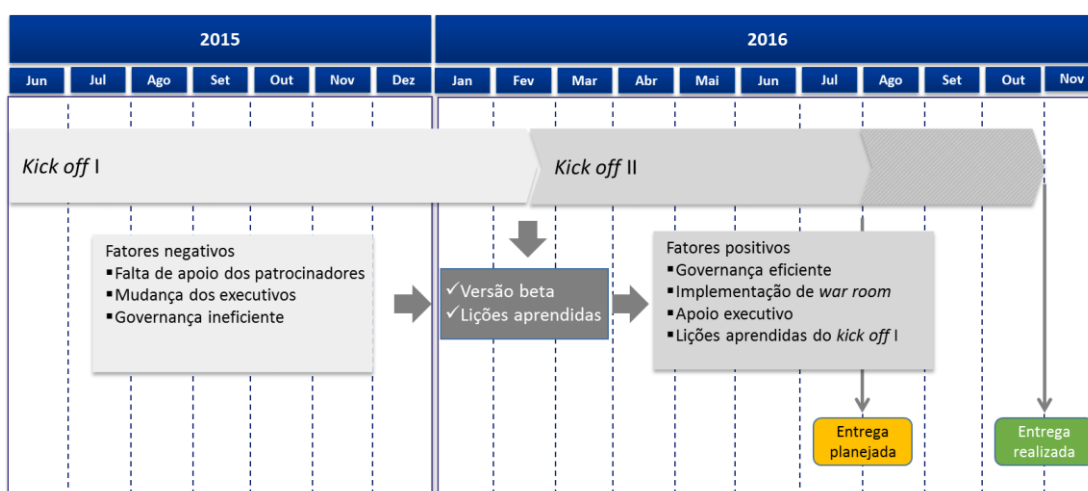 2015
2016
Jun Jul Ago Set Out Nov Dez Jan Fev Mar Abr Mai Jun Jul Ago Set Out Nov
Kick off I
Kick off II
Fatores negativos
▪Falta de apoio dos patrocinadores
▪Mudança dos executivos
▪Governança ineficiente
✓Versão beta
✓Lições aprendidas
Fatores positivos
▪Governança eficiente
▪Implementação de war room
▪Apoio executivo
▪Lições aprendidas do kick off I
Entrega
planejada
Entrega
realizada